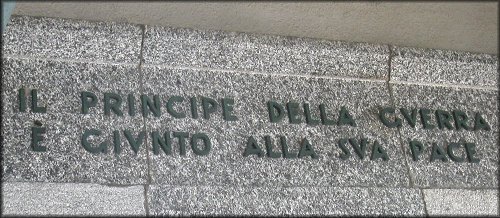 IL PRINCIPE DELLA GVERRA
È GIVNTO ALLA SVA PACE